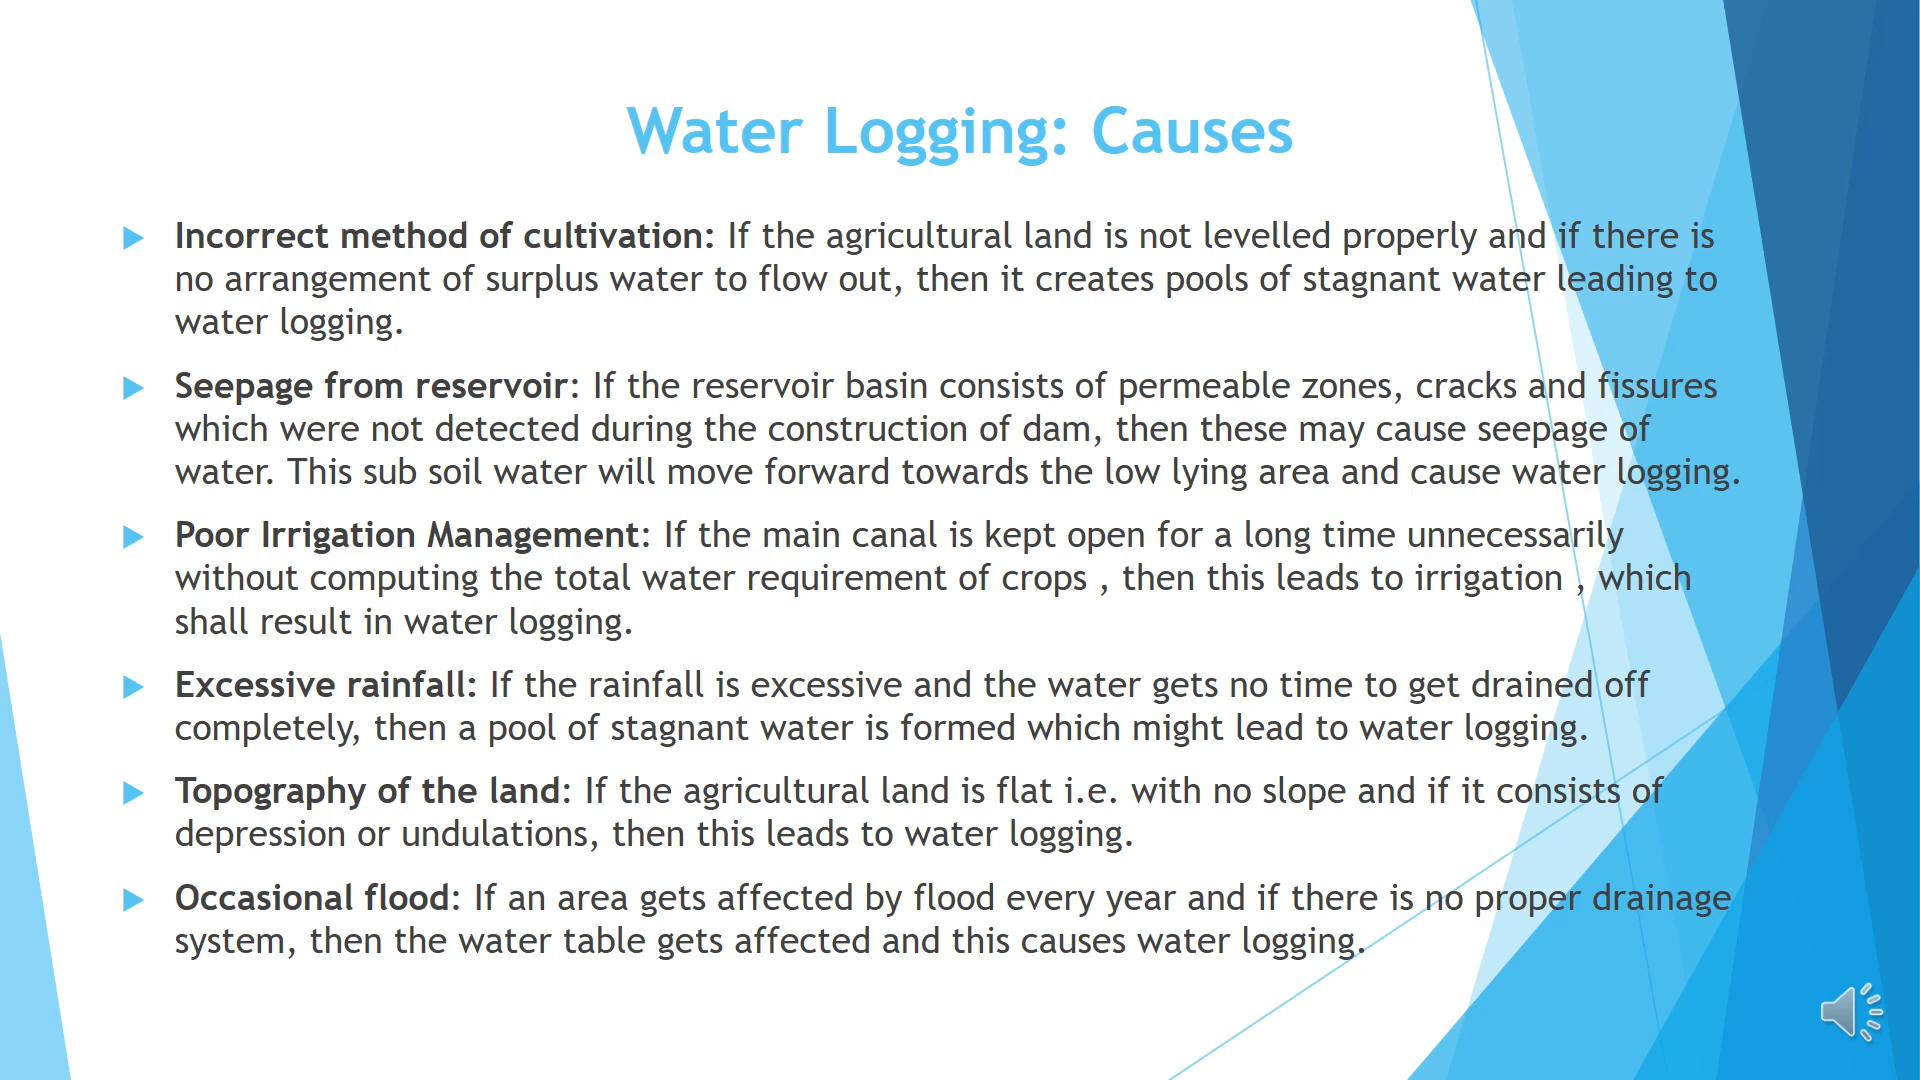 Water Logging: Causes
Incorrect method of cultivation: If the agricultural land is not levelled properly and if there is
no arrangement of surplus water to flow out, then it creates pools of stagnant water leading to
water logging.
Seepage from reservoir: If the reservoir basin consists of permeable zones, cracks and fissures
which were not detected during the construction of dam, then these may cause seepage of
water. This sub soil water will move forward towards the low lying area and cause water logging.
Poor Irrigation Management: If the main canal is kept open for a long time unnecessarily
without computing the total water requirement of crops , then this leads to irrigation , which
shall result in water logging.
Excessive rainfall: If the rainfall is excessive and the water gets no time to get drained off
completely, then a pool of stagnant water is formed which might lead to water logging.
Topography of the land: If the agricultural land is flat i.e. with no slope and if it consists of
depression or undulations, then this leads to water logging.
Occasional flood: If an area gets affected by flood every year and if there is no proper drainage
system, then the water table gets affected and this causes water logging.